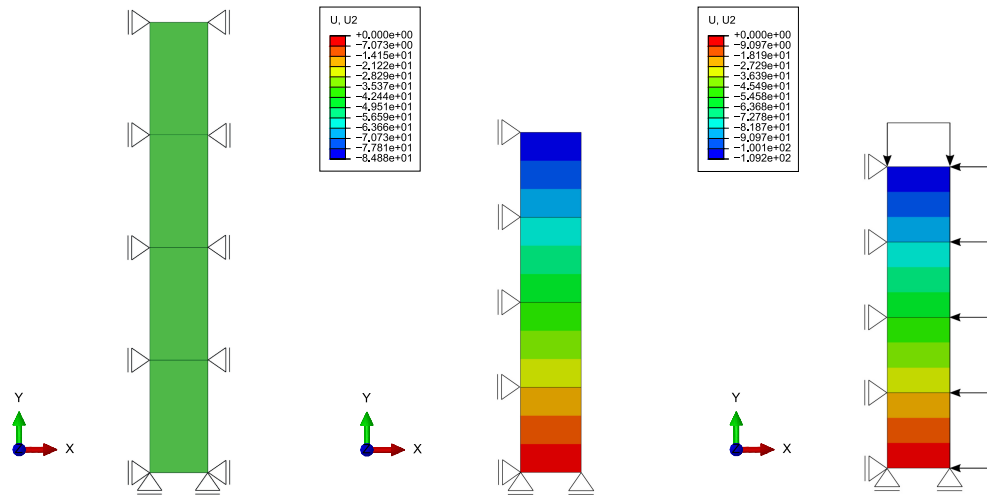 U, U2
+0.000e+00
−7.073e+00
−1.415e+01
−2.122e+01
−2.829e+01
−3.537e+01
−4.244e+01
−4.951e+01
−5.659e+01
−6.366e+01
−7.073e+01
−7.781e+01
−8.488e+01
U, U2
+0.000e+00
−9.097e+00
−1.819e+01
−2.729e+01
−3.639e+01
−4.549e+01
−5.458e+01
−6.368e+01
−7.278e+01
−8.187e+01
−9.097e+01
−1.001e+02
−1.092e+02
Y
X
Z
Y
X
Z
Y
X
Z